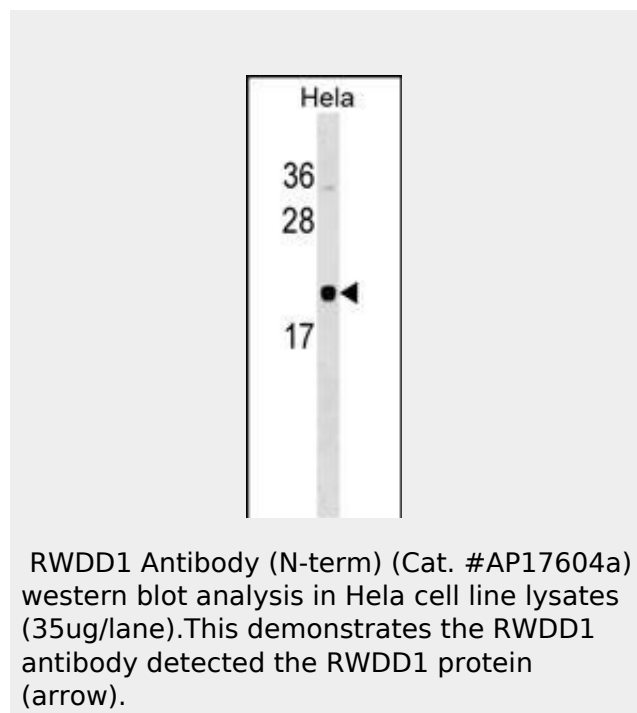 Hela
36
28
17
RWDD1 Antibody (N-term) (Cat. #AP17604a)
western blot analysis in Hela cell line lysates
(35ug/lane).This demonstrates the RWDD1
antibody detected the RWDD1 protein
(arrow).